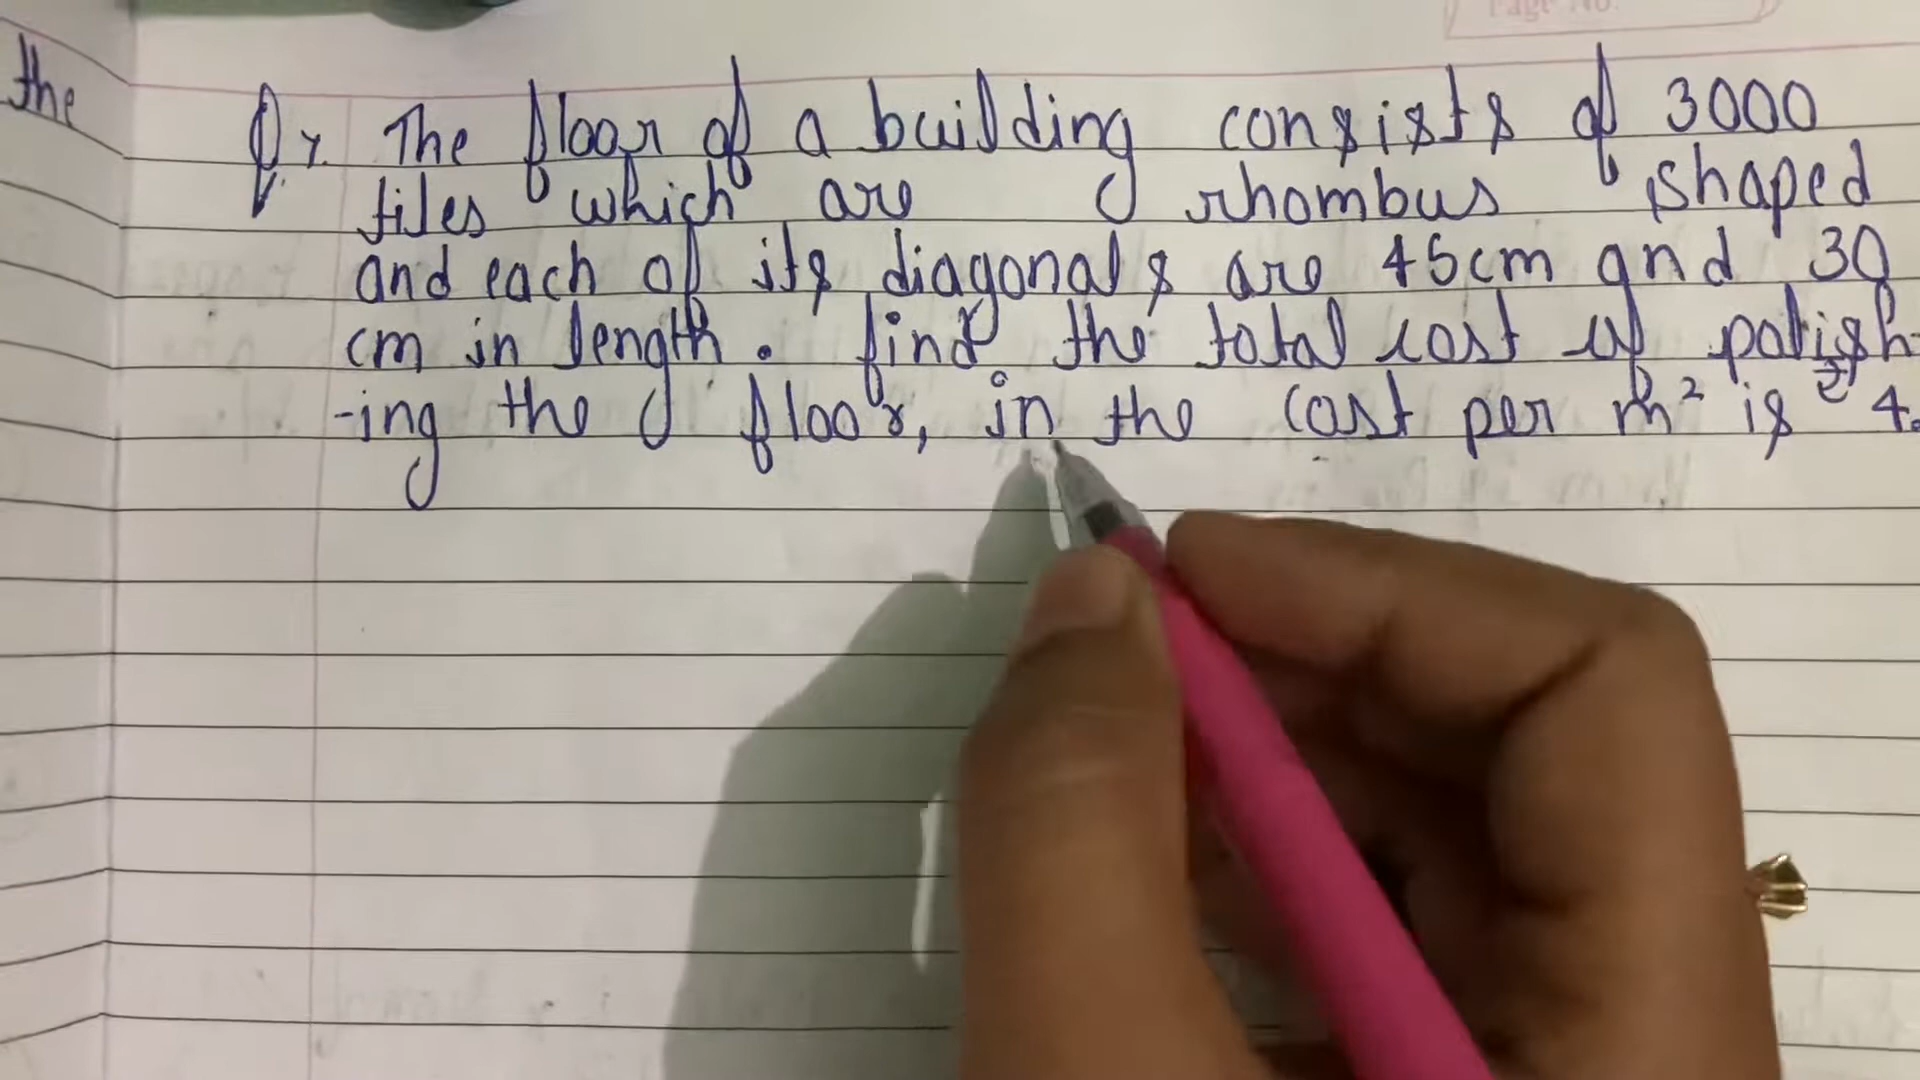 Page No.
the
Q7. The floor of a building consists of 3000
tiles which are rhombus shaped
and each of its diagonals are 45cm and 30
cm in length. find the total cost of polish-
-ing the floor, in the cost per m² is ₹ 4.